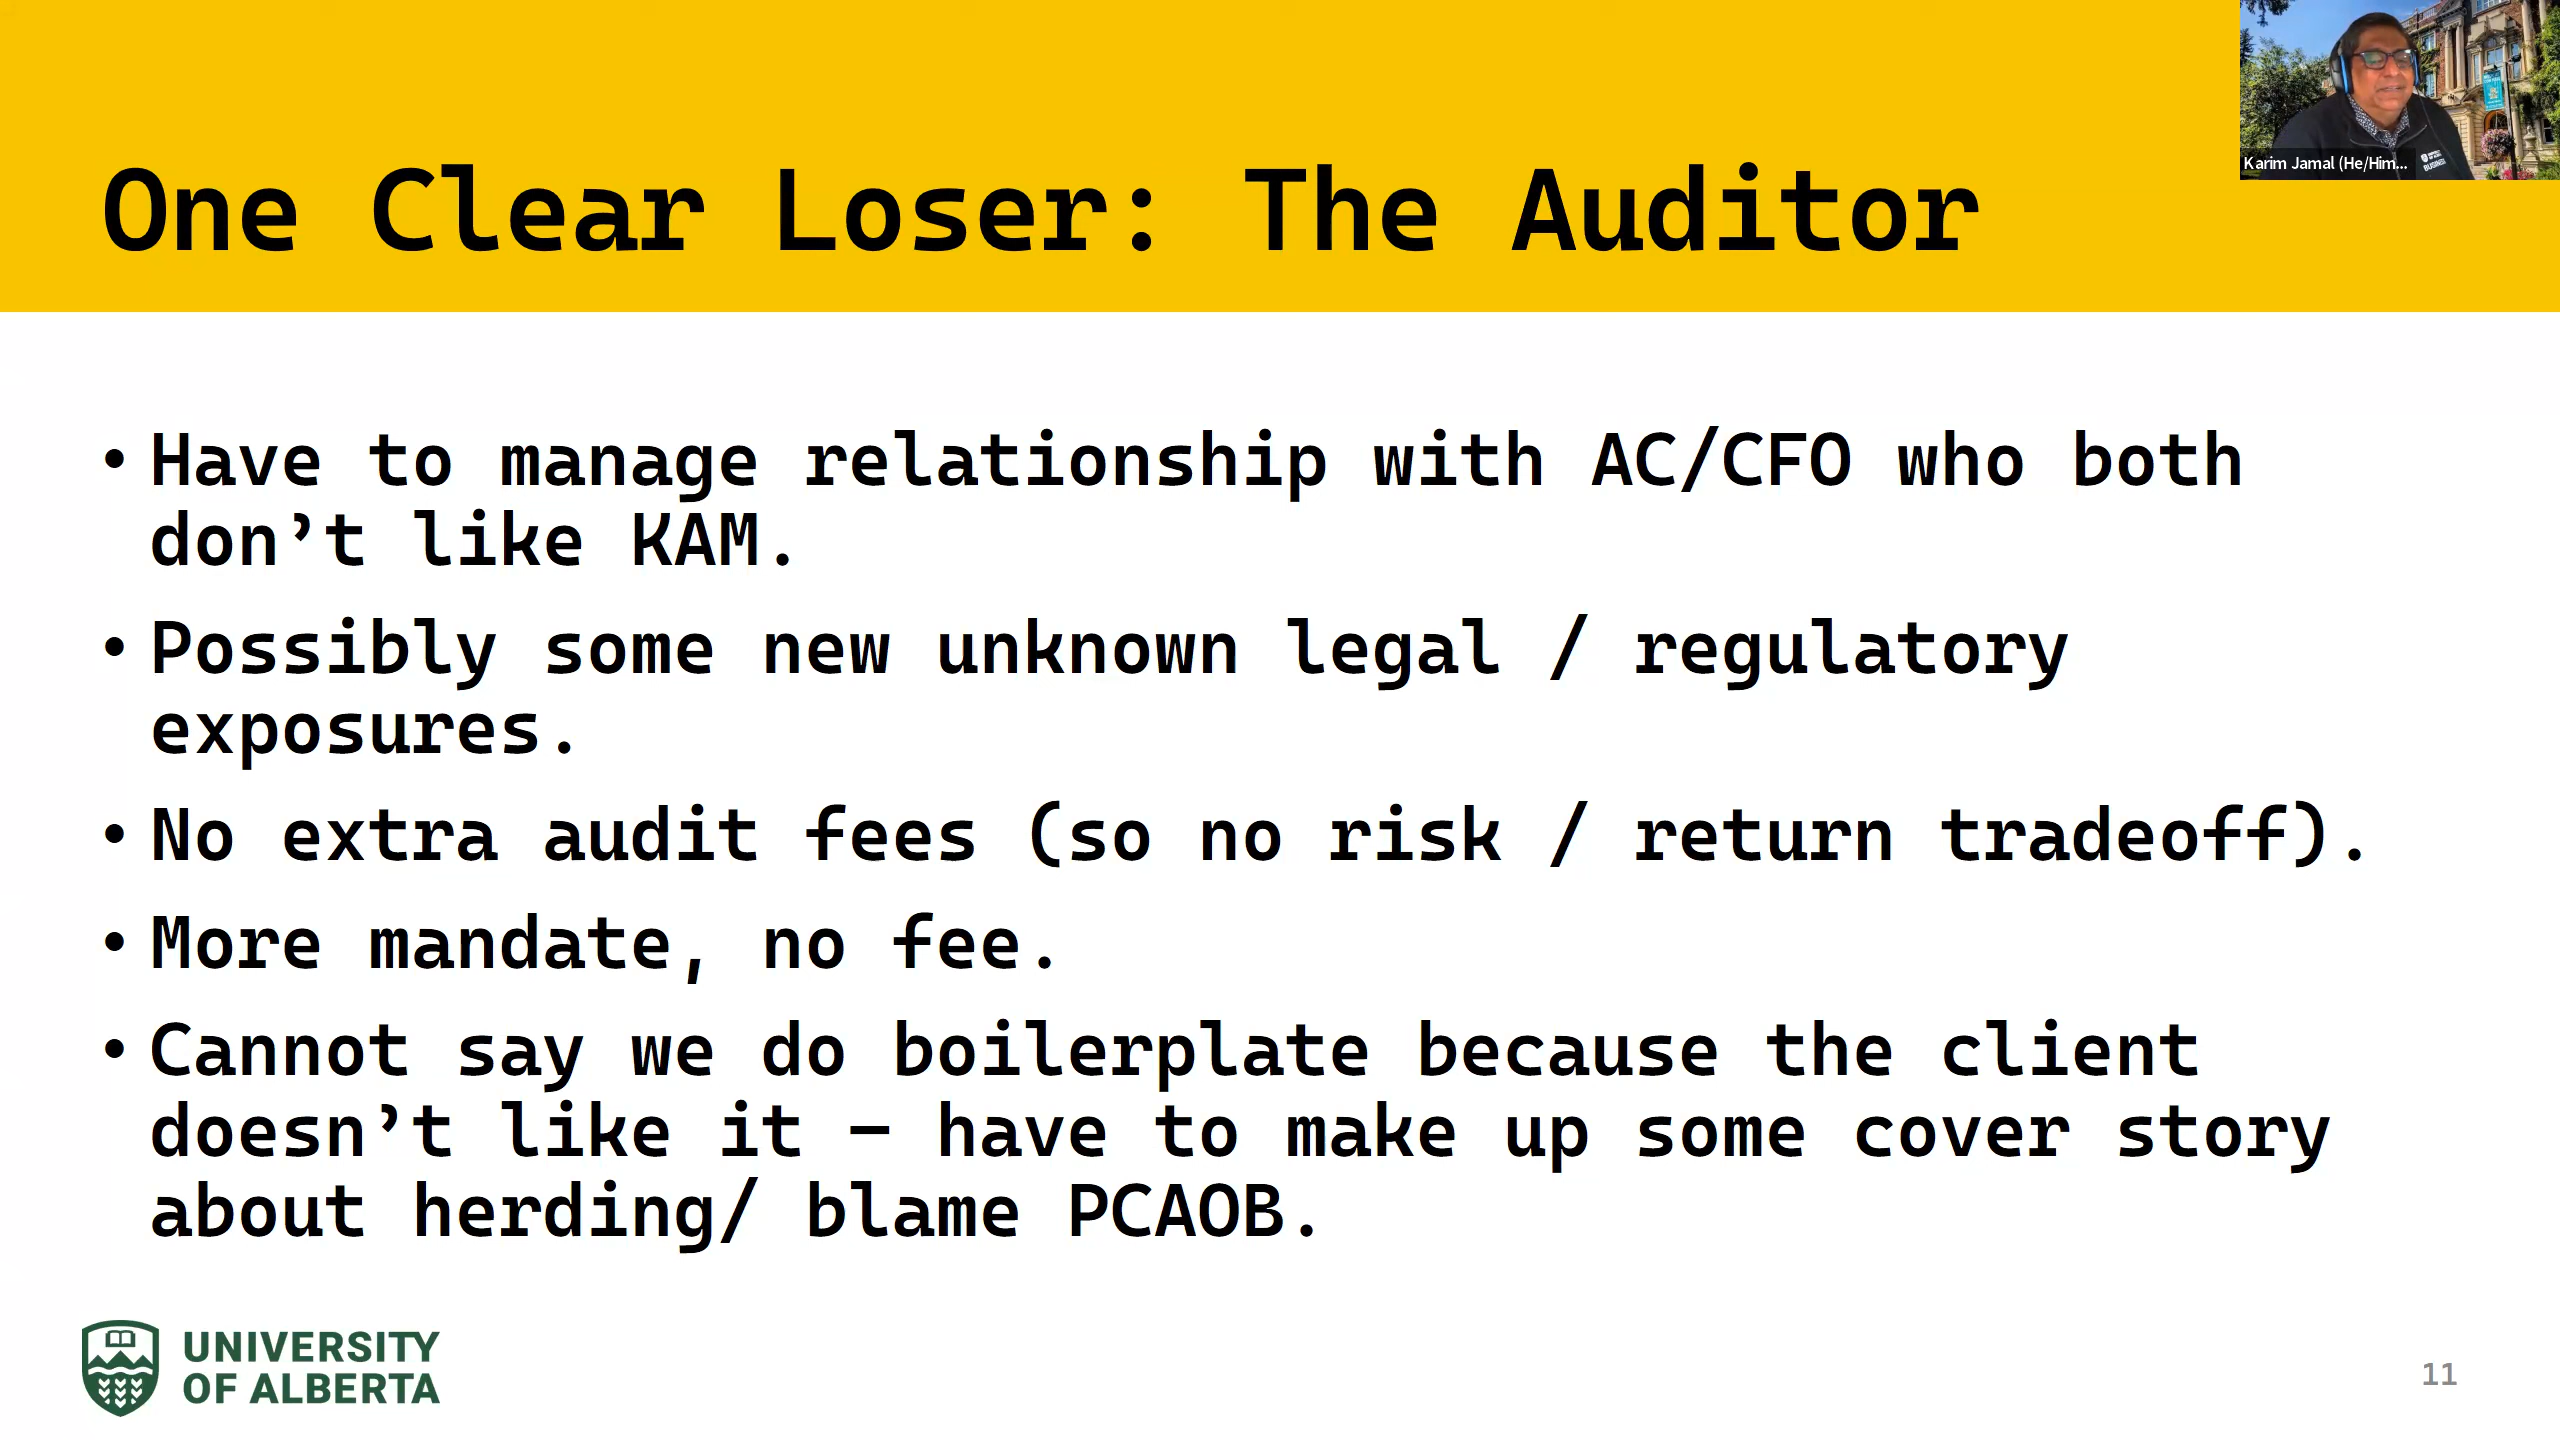 Karim Jamal (He/Him...
One Clear Loser: The Auditor
• Have to manage relationship with AC/CFO who both
don’t like KAM.
• Possibly some new unknown legal / regulatory
exposures.
• No extra audit fees (so no risk / return tradeoff).
• More mandate, no fee.
• Cannot say we do boilerplate because the client
doesn’t like it – have to make up some cover story
about herding/ blame PCAOB.
UNIVERSITY
OF ALBERTA
11